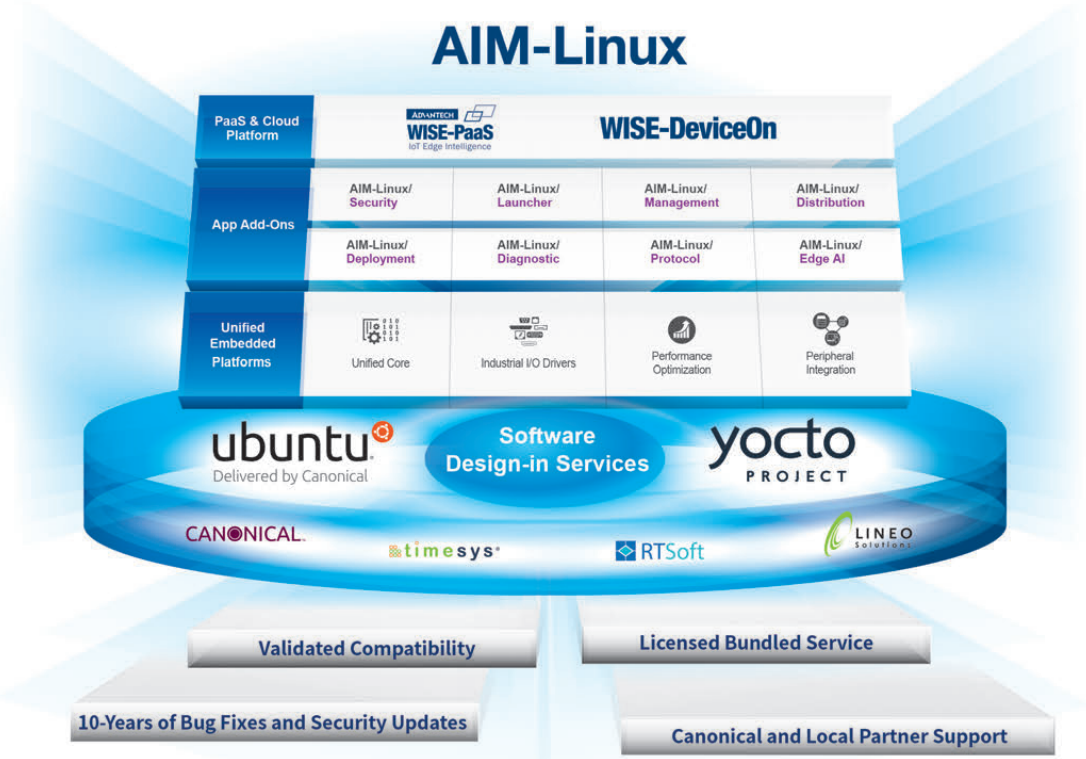 AIM-Linux
PaaS & Cloud
Platform
ADVANTECH
WISE-PaaS
IoT Edge Intelligence
WISE-DeviceOn
App Add-Ons
AIM-Linux/
Security
AIM-Linux/
Launcher
AIM-Linux/
Management
AIM-Linux/
Distribution
AIM-Linux/
Deployment
AIM-Linux/
Diagnostic
AIM-Linux/
Protocol
AIM-Linux/
Edge AI
Unified
Embedded
Platforms
010
101
010
101
Unified Core
Industrial I/O Drivers
Performance
Optimization
Peripheral
Integration
ubuntu
Delivered by Canonical
Software
Design-in Services
yocto
PROJECT
CANONICAL
timesys
RTSoft
LINEO
Solutions
Validated Compatibility
Licensed Bundled Service
10-Years of Bug Fixes and Security Updates
Canonical and Local Partner Support